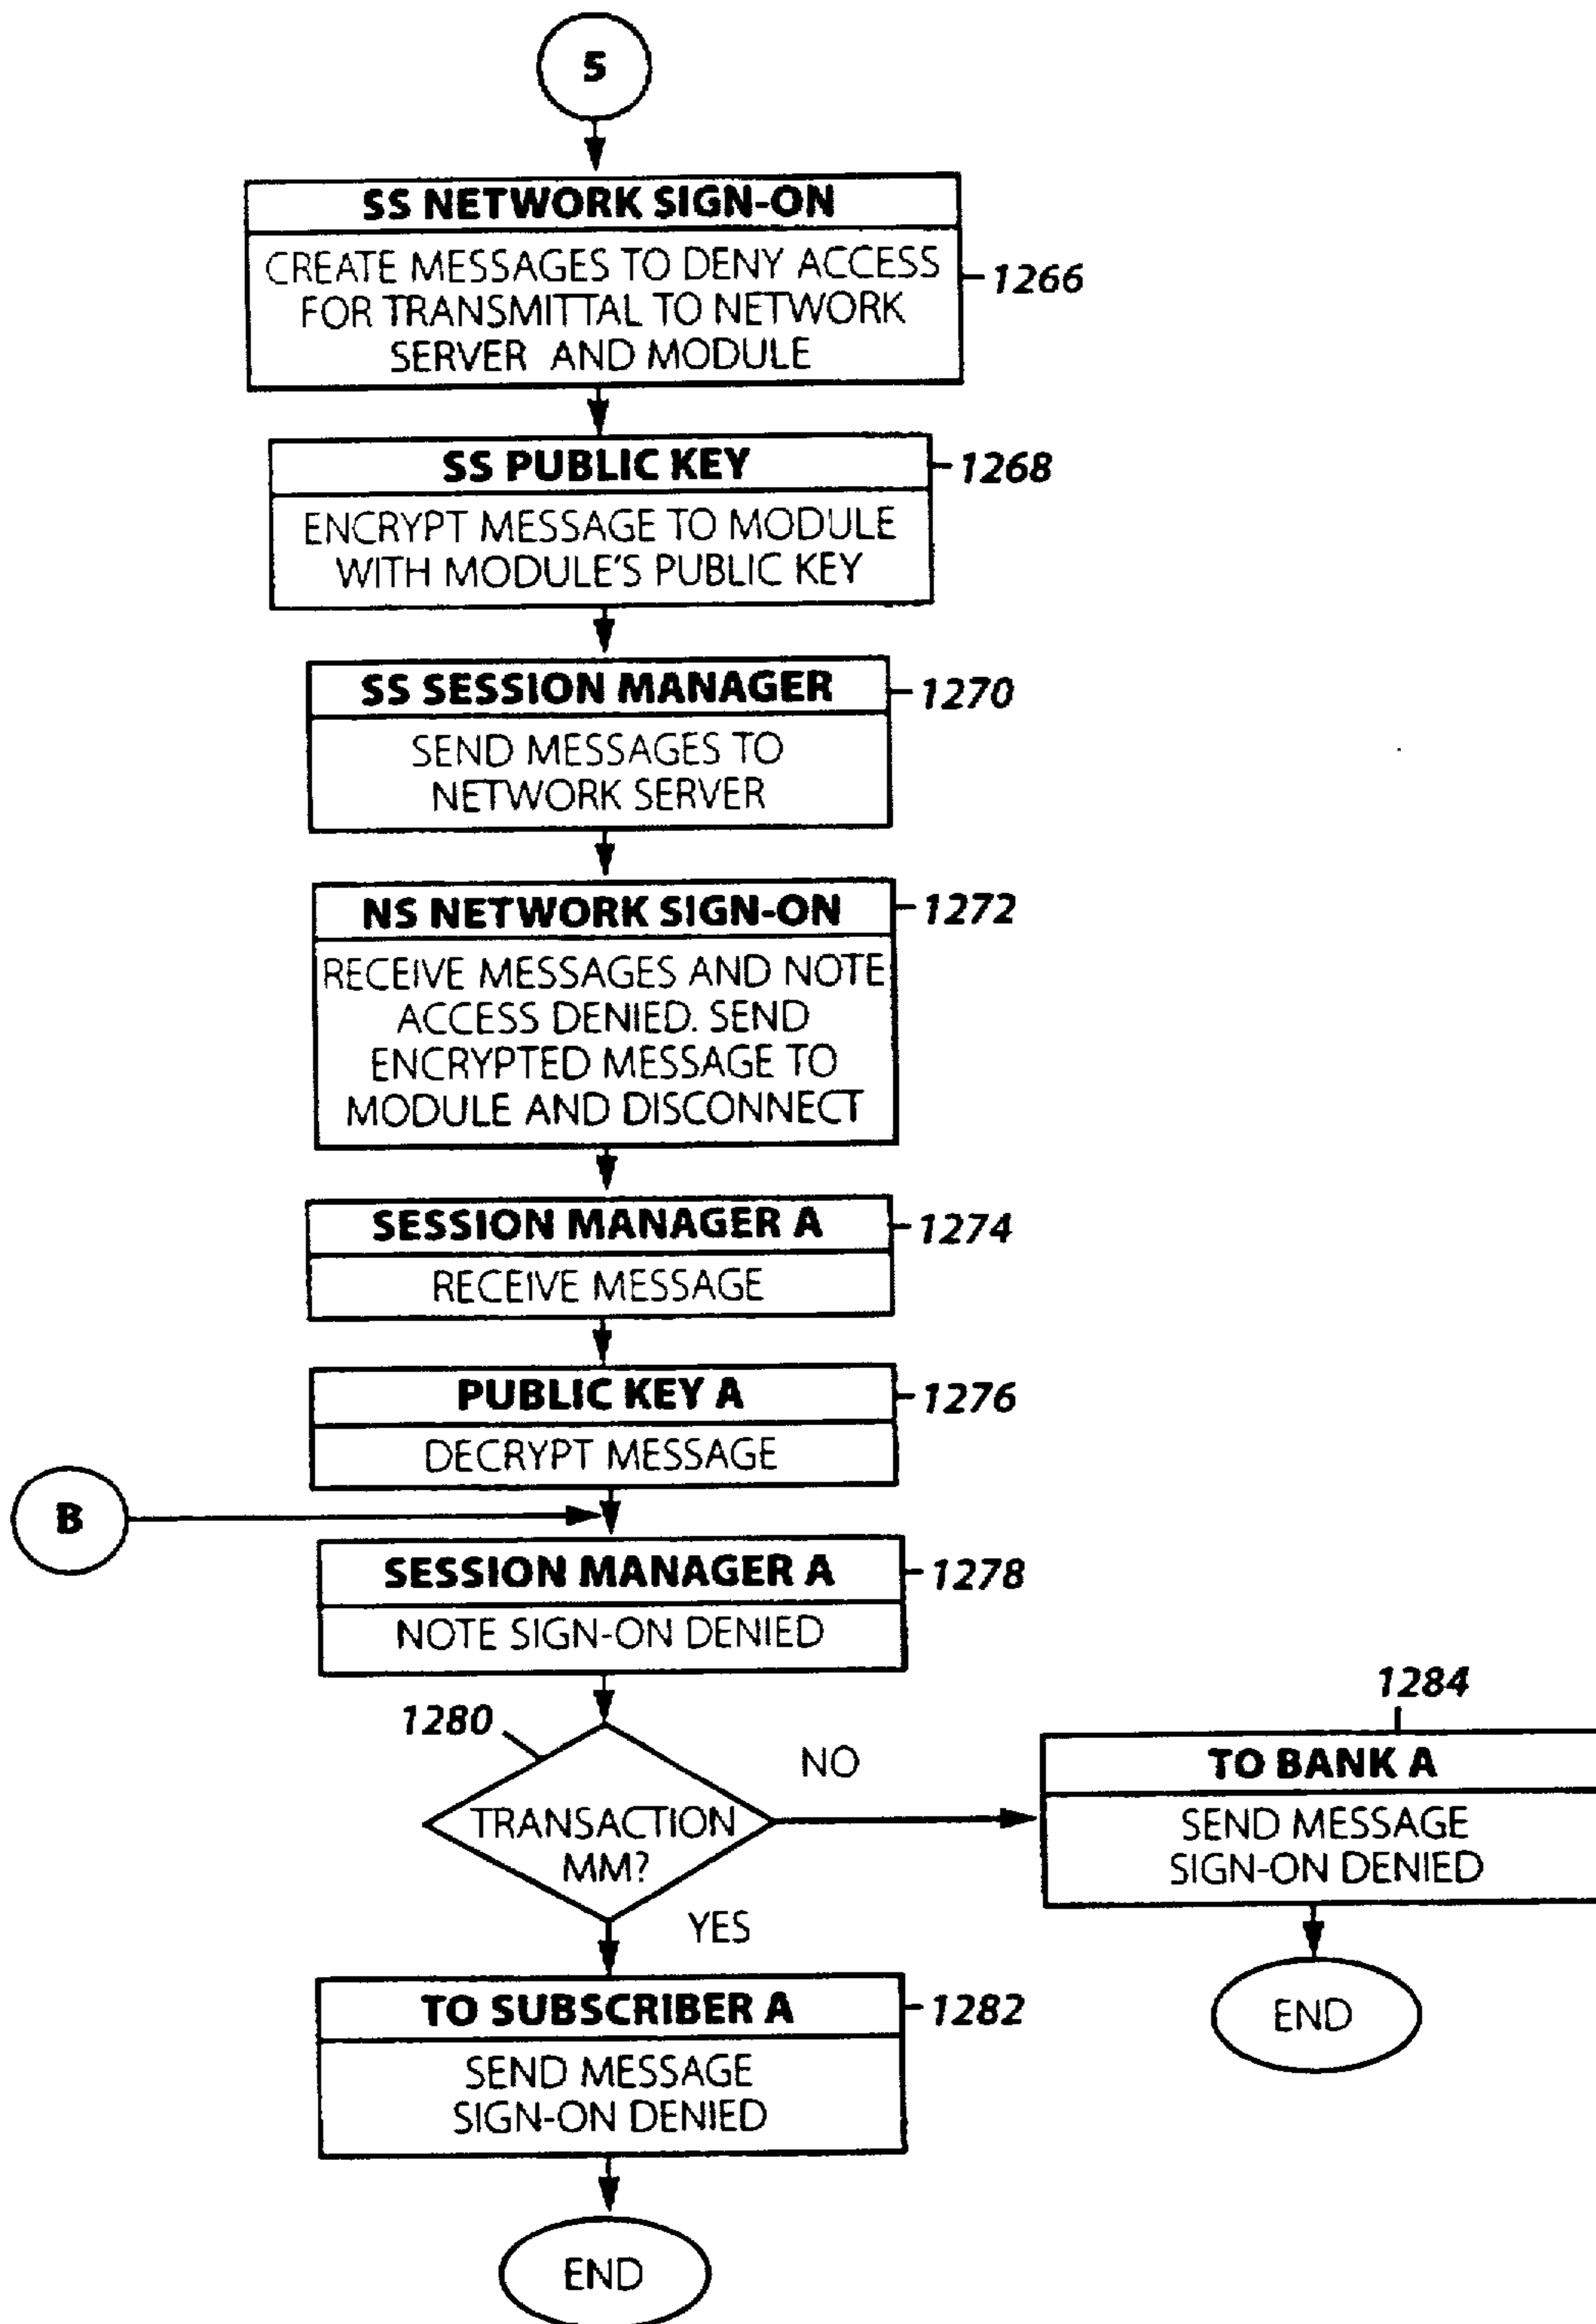 S
SS NETWORK SIGN-ON
CREATE MESSAGES TO DENY ACCESS
FOR TRANSMITTAL TO NETWORK
SERVER AND MODULE
1266
SS PUBLIC KEY
1268
ENCRYPT MESSAGE TO MODULE
WITH MODULE'S PUBLIC KEY
SS SESSION MANAGER
1270
SEND MESSAGES TO
NETWORK SERVER
NS NETWORK SIGN-ON
1272
RECEIVE MESSAGES AND NOTE
ACCESS DENIED. SEND
ENCRYPTED MESSAGE TO
MODULE AND DISCONNECT
SESSION MANAGER A
1274
RECEIVE MESSAGE
PUBLIC KEY A
1276
DECRYPT MESSAGE
B
SESSION MANAGER A
1278
NOTE SIGN-ON DENIED
1280
TRANSACTION
MM?
NO
YES
1284
TO BANK A
SEND MESSAGE
SIGN-ON DENIED
END
TO SUBSCRIBER A
1282
SEND MESSAGE
SIGN-ON DENIED
END